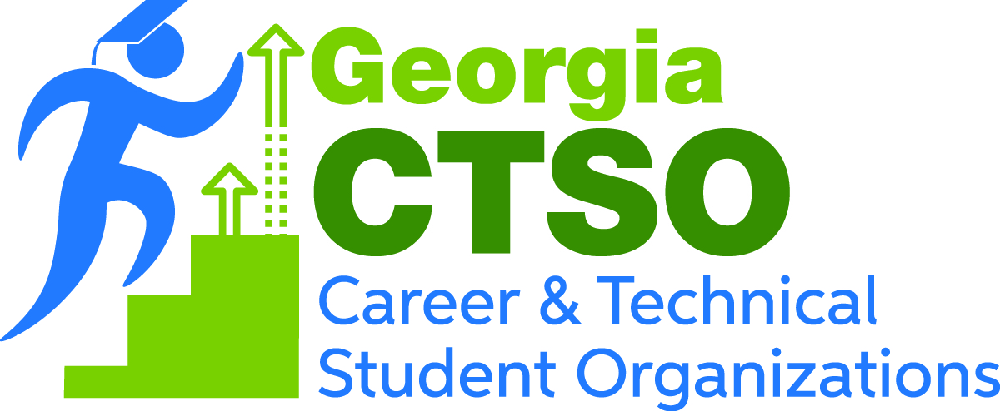 Georgia
CTSO
Career & Technical
Student Organizations